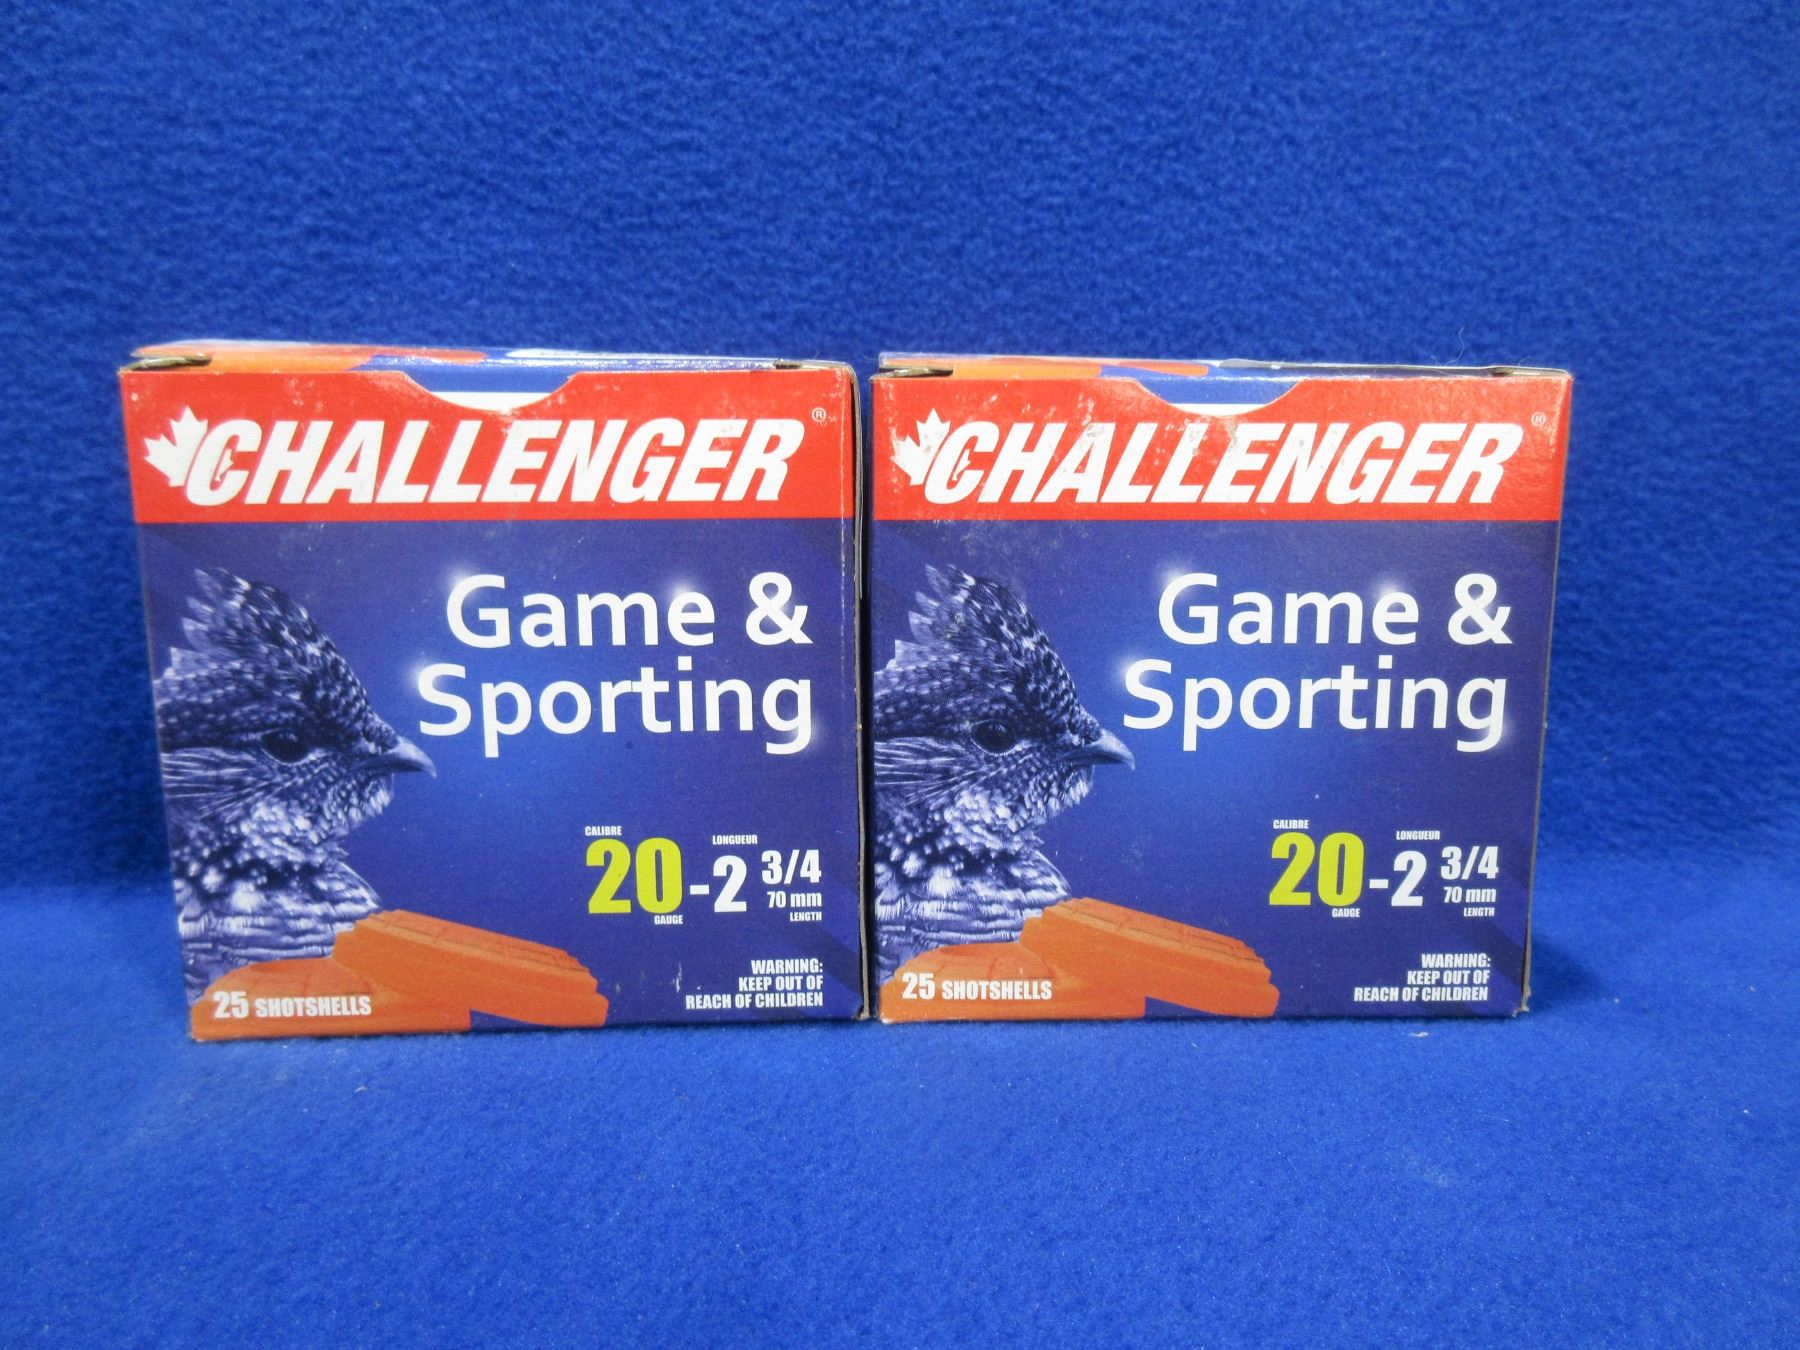 CHALLENGER®
Game &
Sporting
CALIBRE
LONGUEUR
20-2 3/4
70 mm
GAUGE
LENGTH
WARNING:
KEEP OUT OF
REACH OF CHILDREN
25 SHOTSHELLS
CHALLENGER®
Game &
Sporting
CALIBRE
LONGUEUR
20-2 3/4
70 mm
GAUGE
LENGTH
WARNING:
KEEP OUT OF
REACH OF CHILDREN
25 SHOTSHELLS